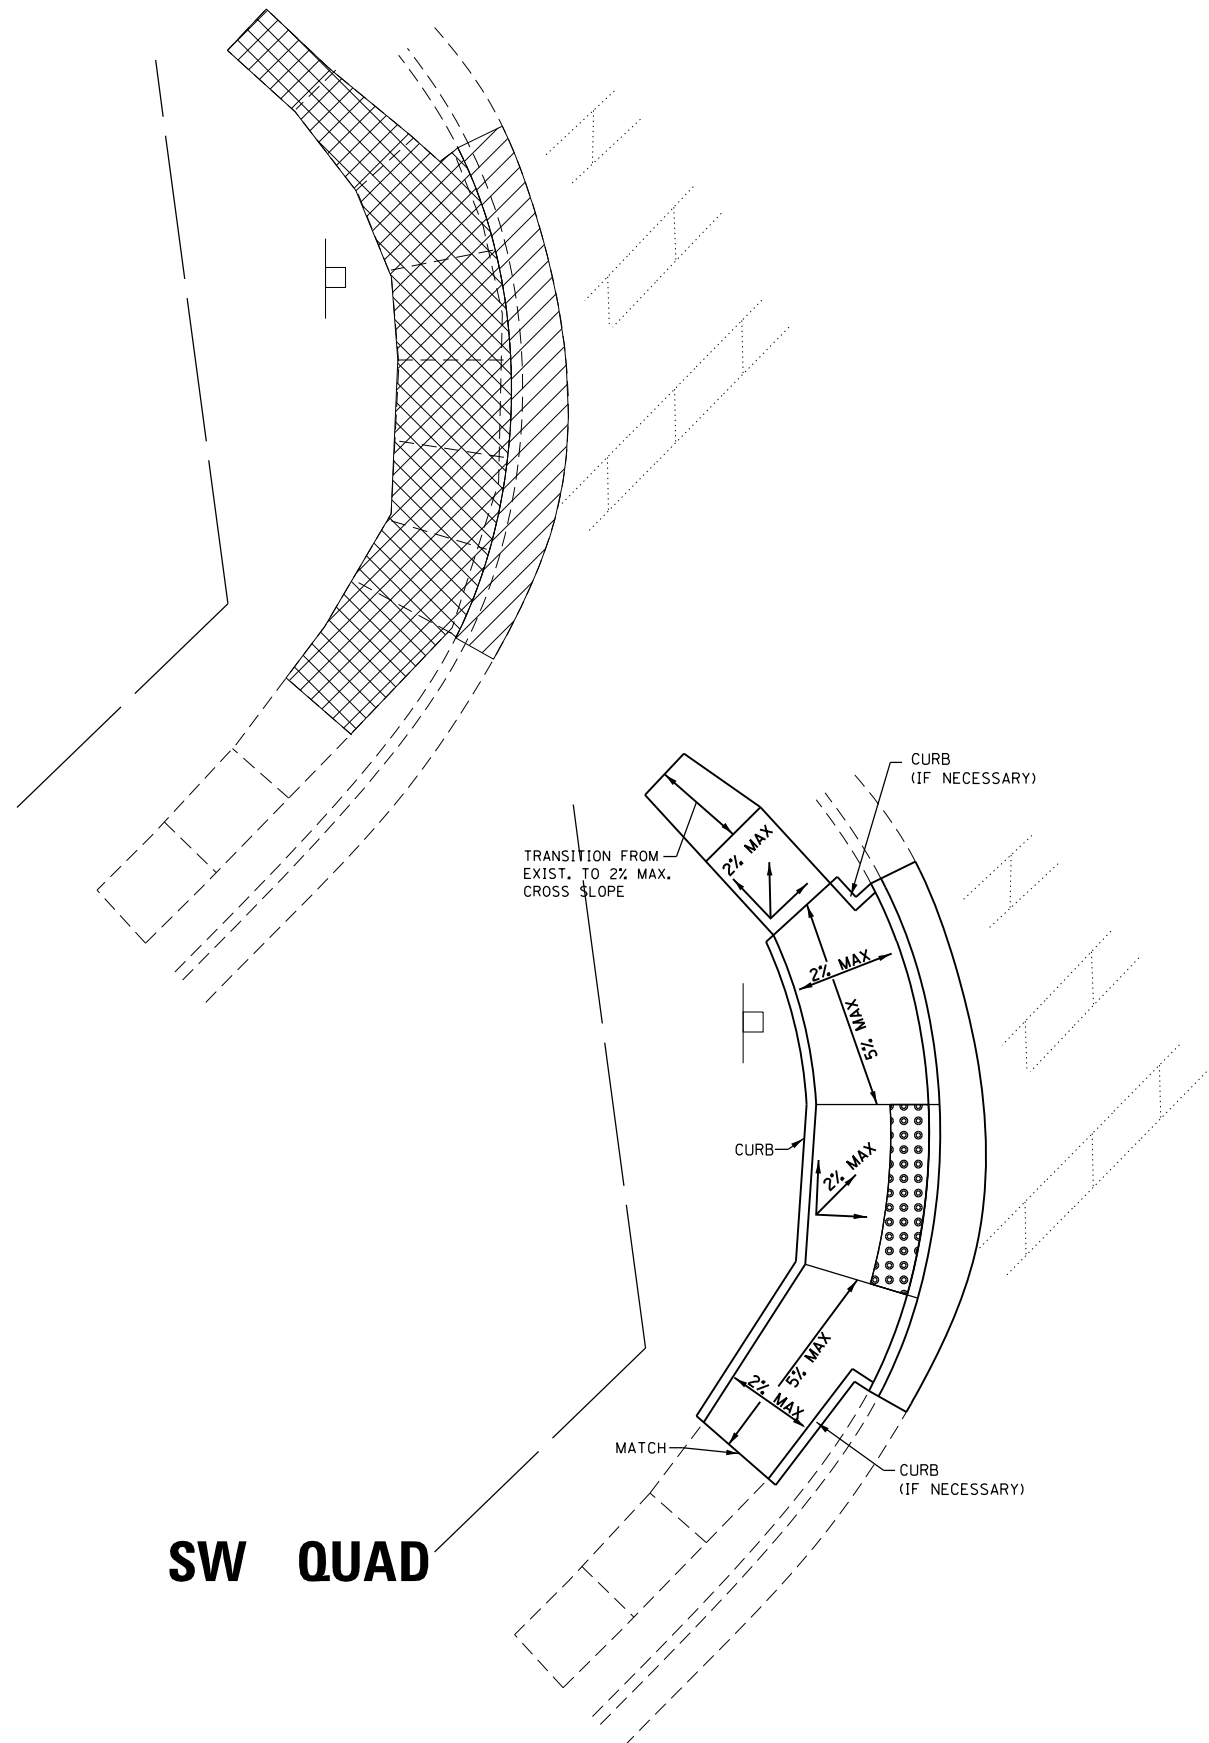 CURB
(IF NECESSARY)
TRANSITION FROM
EXIST. TO 2% MAX.
CROSS SLOPE
2% MAX
2% MAX
5% MAX
CURB
2% MAX
5% MAX
2% MAX
MATCH
CURB
(IF NECESSARY)
SW QUAD